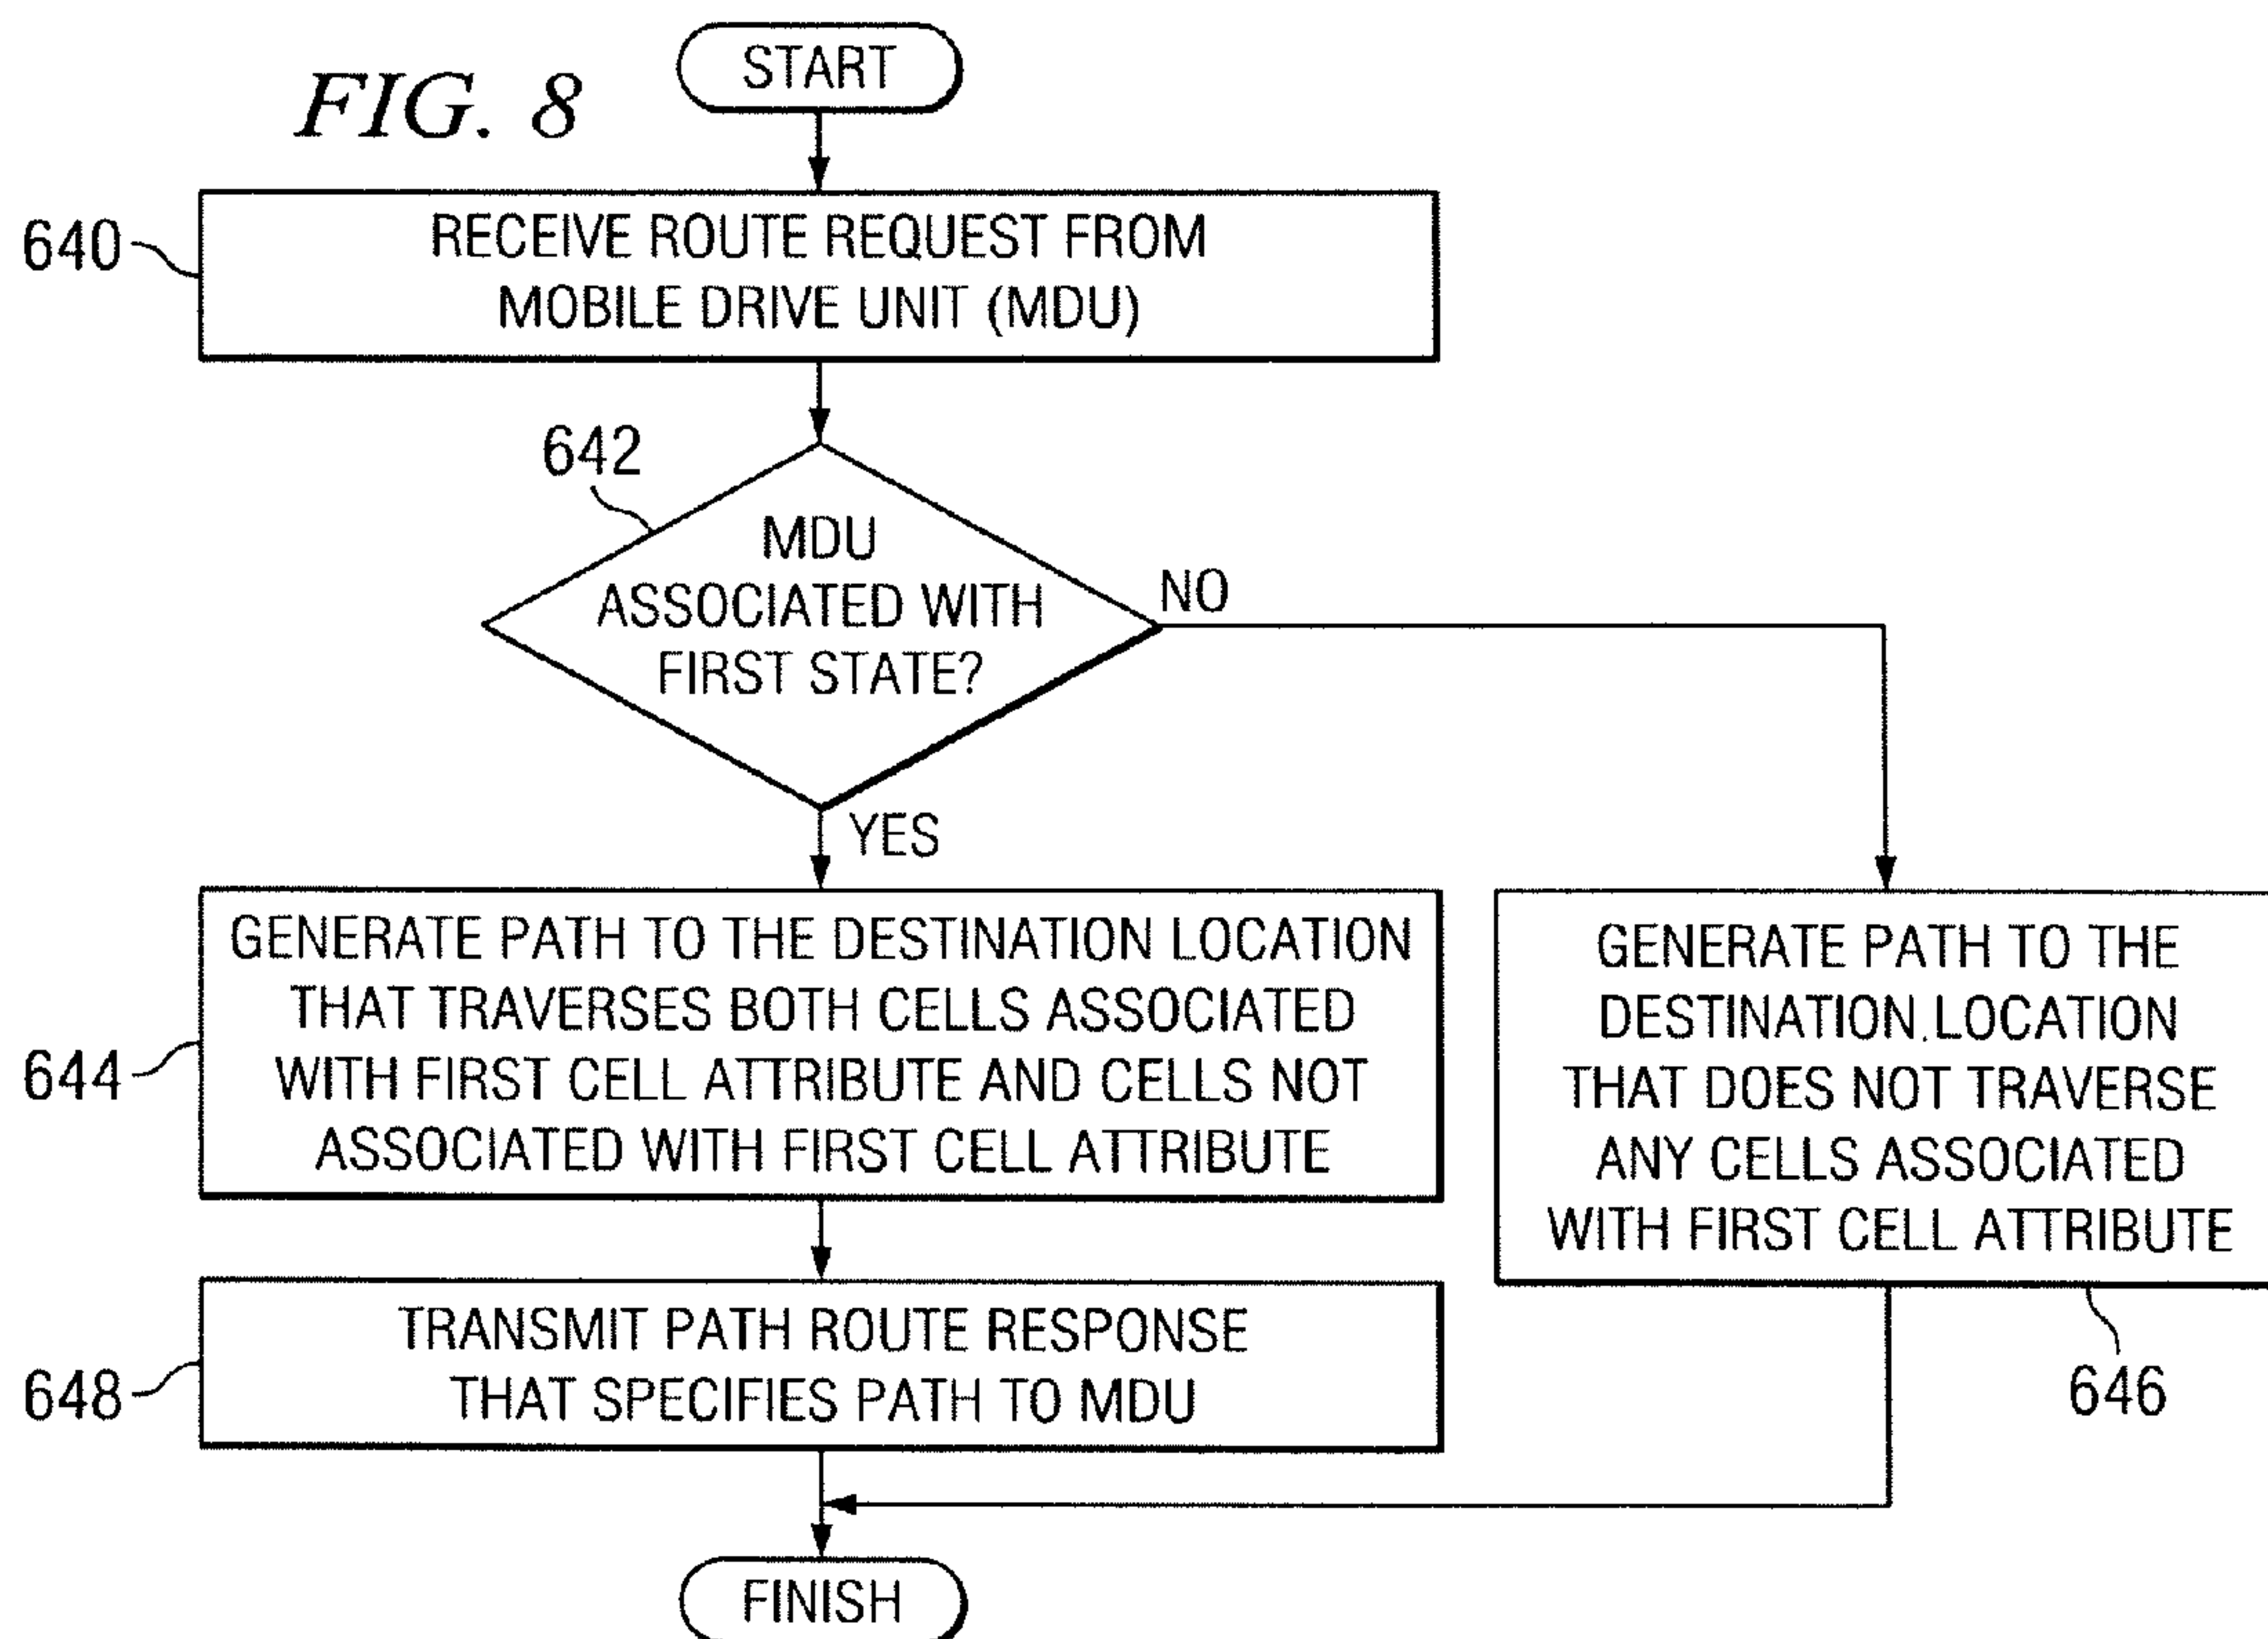 FIG. 8
START
640
RECEIVE ROUTE REQUEST FROM
MOBILE DRIVE UNIT (MDU)
642
MDU
ASSOCIATED WITH
FIRST STATE?
NO
YES
644
GENERATE PATH TO THE DESTINATION LOCATION
THAT TRAVERSES BOTH CELLS ASSOCIATED
WITH FIRST CELL ATTRIBUTE AND CELLS NOT
ASSOCIATED WITH FIRST CELL ATTRIBUTE
GENERATE PATH TO THE
DESTINATION LOCATION
THAT DOES NOT TRAVERSE
ANY CELLS ASSOCIATED
WITH FIRST CELL ATTRIBUTE
646
648
TRANSMIT PATH ROUTE RESPONSE
THAT SPECIFIES PATH TO MDU
FINISH